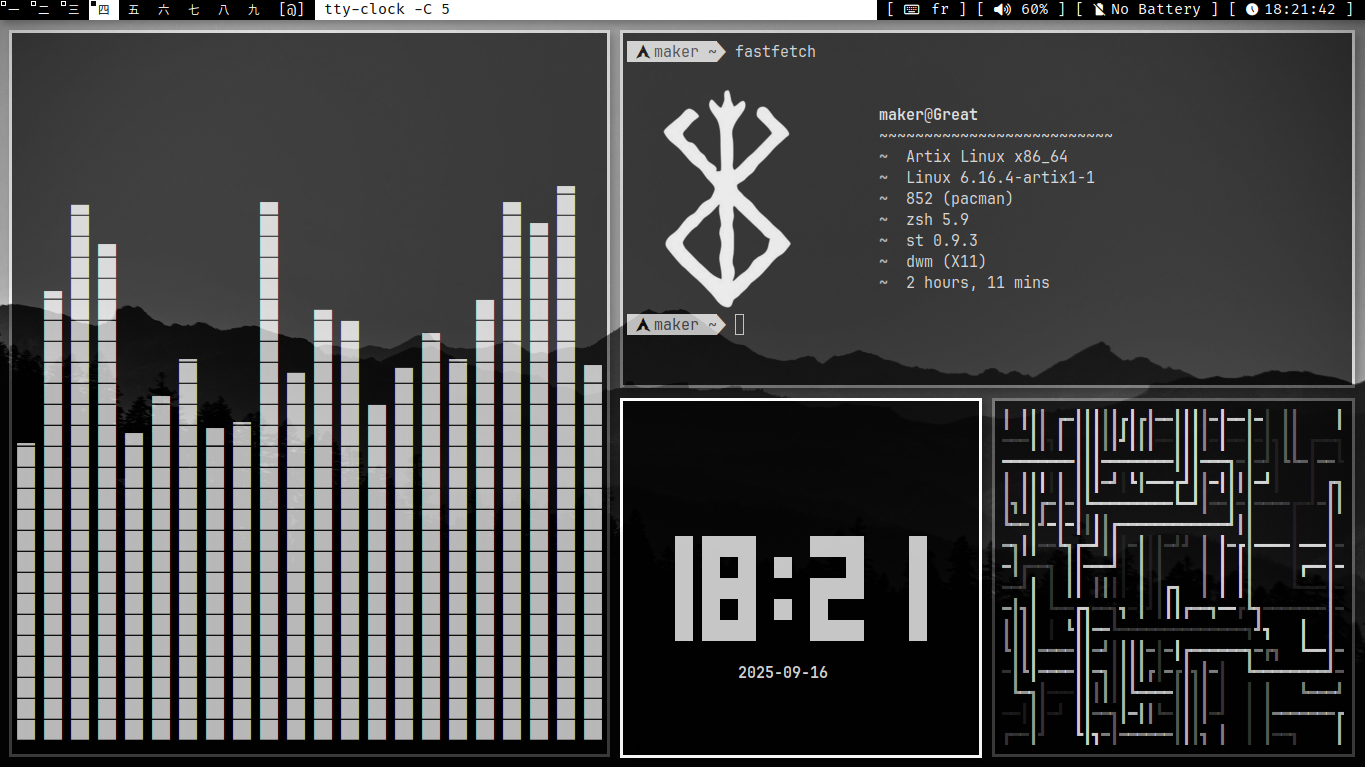 一 二 三 四 五 六 七 八 九 [@] tty-clock -C 5 [ fr ] [ 60% ] [ No Battery ] [ 18:21:42 ]
maker ~ fastfetch
maker@Great
~~~~~~~~~~~~~~~~~~~~~~~~~~
~ Artix Linux x86_64
~ Linux 6.16.4-artix1-1
~ 852 (pacman)
~ zsh 5.9
~ st 0.9.3
~ dwm (X11)
~ 2 hours, 11 mins
maker ~
18:21
2025-09-16